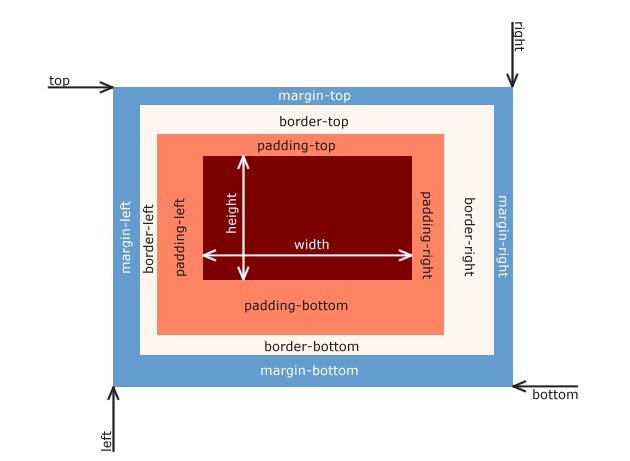 right
top
margin-top
border-top
padding-top
margin-left
border-left
padding-left
height
width
padding-right
border-right
margin-right
padding-bottom
border-bottom
margin-bottom
bottom
left